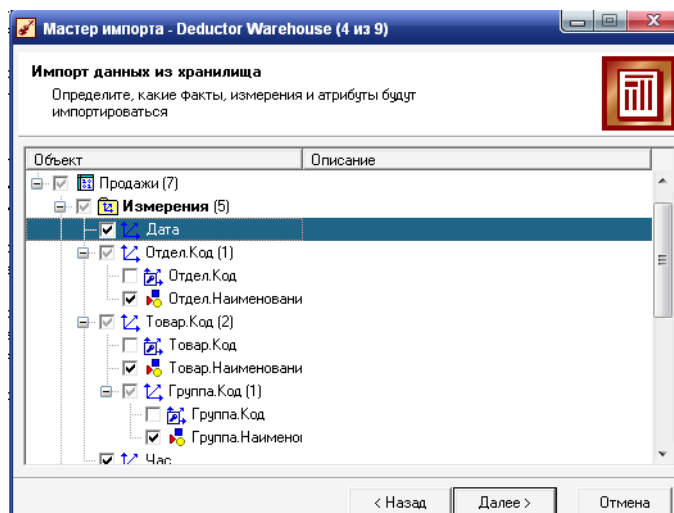 Мастер импорта - Deductor Warehouse (4 из 9)
Импорт данных из хранилища
Определите, какие факты, измерения и атрибуты будут
импортироваться
Объект Описание
Продажи (7)
Измерения (5)
Дата
Отдел.Код (1)
Отдел.Код
Отдел.Наименовани
Товар.Код (2)
Товар.Код
Товар.Наименовани
Группа.Код (1)
Группа.Код
Группа.Наимено
Час
< Назад Далее > Отмена